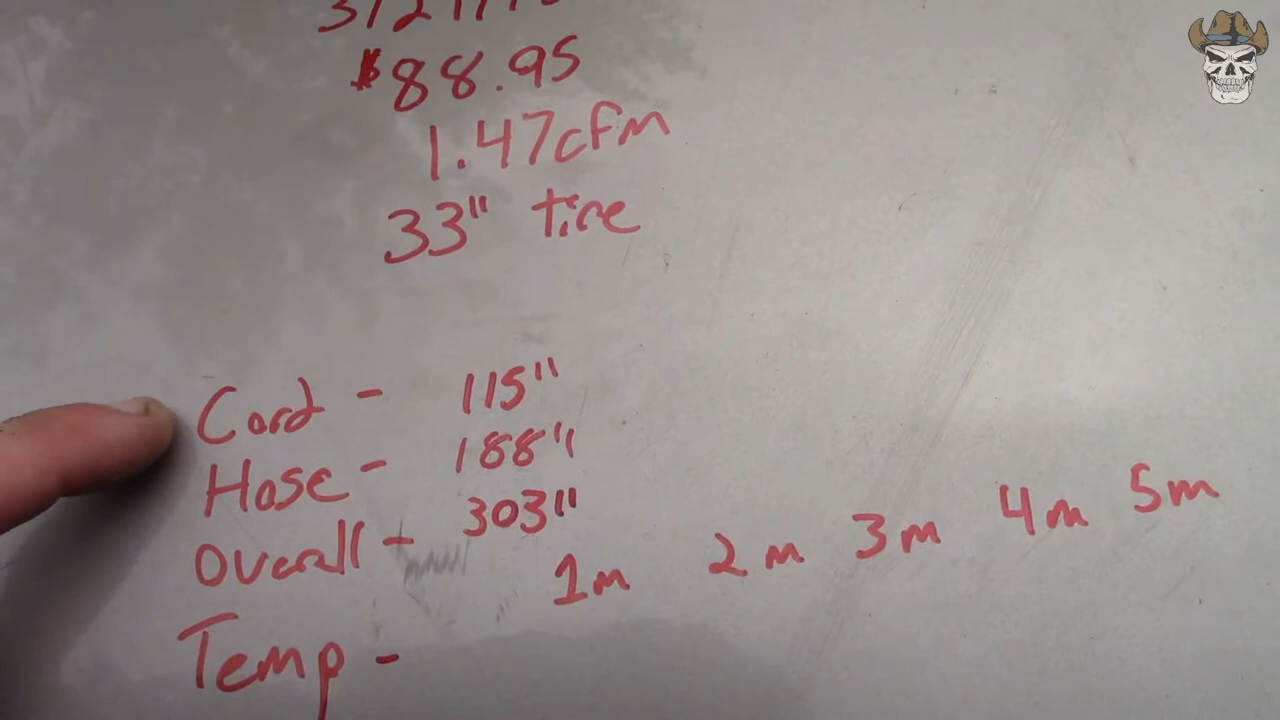 $88.95
1.47cfm
33" tire
Cord - 115"
Hose - 188"
Overall - 303"
1m 2m 3m 4m 5m
Temp -